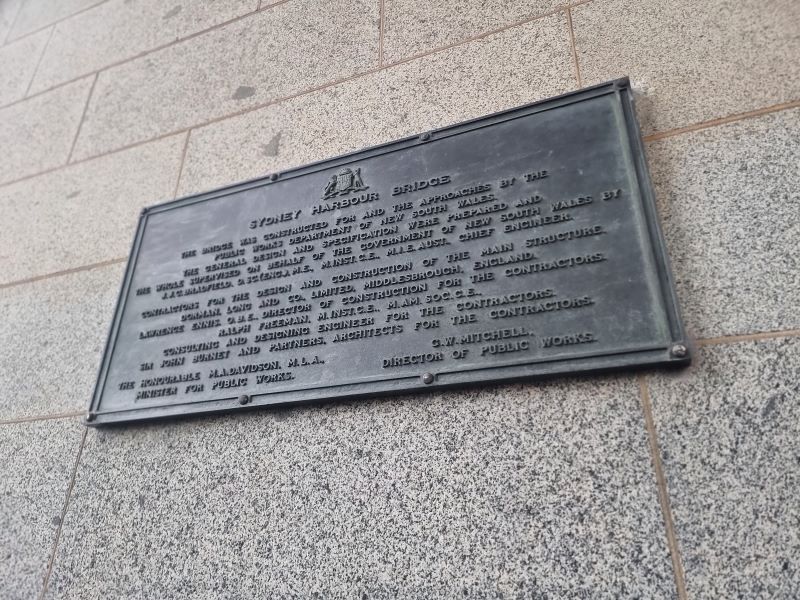 SYDNEY HARBOUR BRIDGE
THE BRIDGE WAS CONSTRUCTED FOR AND THE APPROACHES BY THE
PUBLIC WORKS DEPARTMENT OF NEW SOUTH WALES.
THE GENERAL DESIGN AND SPECIFICATION WERE PREPARED AND
THE WHOLE SUPERVISED ON BEHALF OF THE GOVERNMENT OF NEW SOUTH WALES BY
J.J.C. BRADFIELD. D.SC. (ENG.), M.E., M.INST.C.E., M.I.E. AUST., CHIEF ENGINEER.
CONTRACTORS FOR THE DESIGN AND CONSTRUCTION OF THE MAIN STRUCTURE.
DORMAN, LONG AND CO., LIMITED, MIDDLESBROUGH, ENGLAND.
LAWRENCE ENNIS, O.B.E., DIRECTOR OF CONSTRUCTION FOR THE CONTRACTORS.
RALPH FREEMAN, M.INST.C.E., M.AM.SOC.C.E.,
CONSULTING AND DESIGNING ENGINEER FOR THE CONTRACTORS.
SIR JOHN BURNET AND PARTNERS, ARCHITECTS FOR THE CONTRACTORS.
THE HONOURABLE M.A.DAVIDSON, M.L.A.,
MINISTER FOR PUBLIC WORKS.
G.W. MITCHELL,
DIRECTOR OF PUBLIC WORKS.